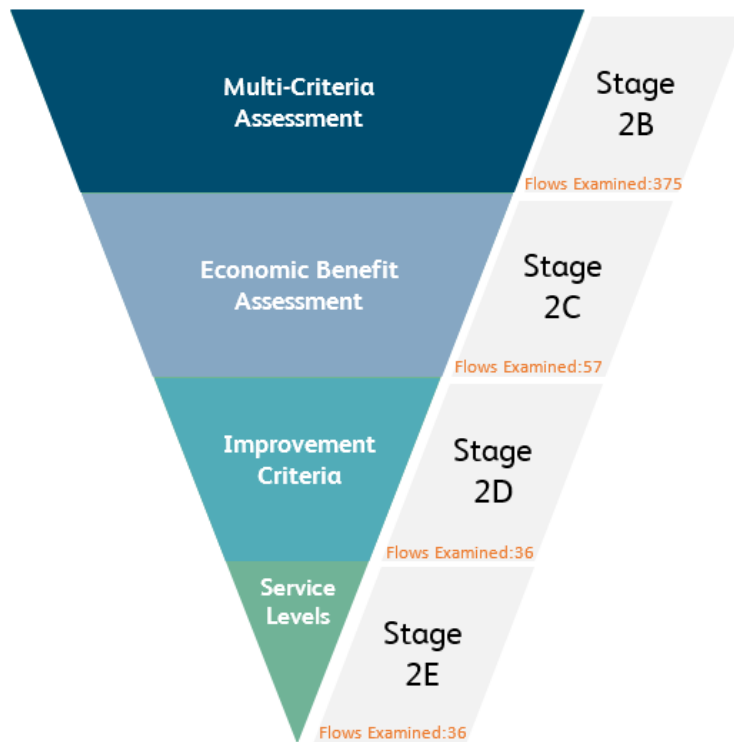 Multi-Criteria
Assessment
Stage
2B
Flows Examined:375
Economic Benefit
Assessment
Stage
2C
Flows Examined:57
Improvement
Criteria
Stage
2D
Flows Examined:36
Service
Levels
Stage
2E
Flows Examined:36